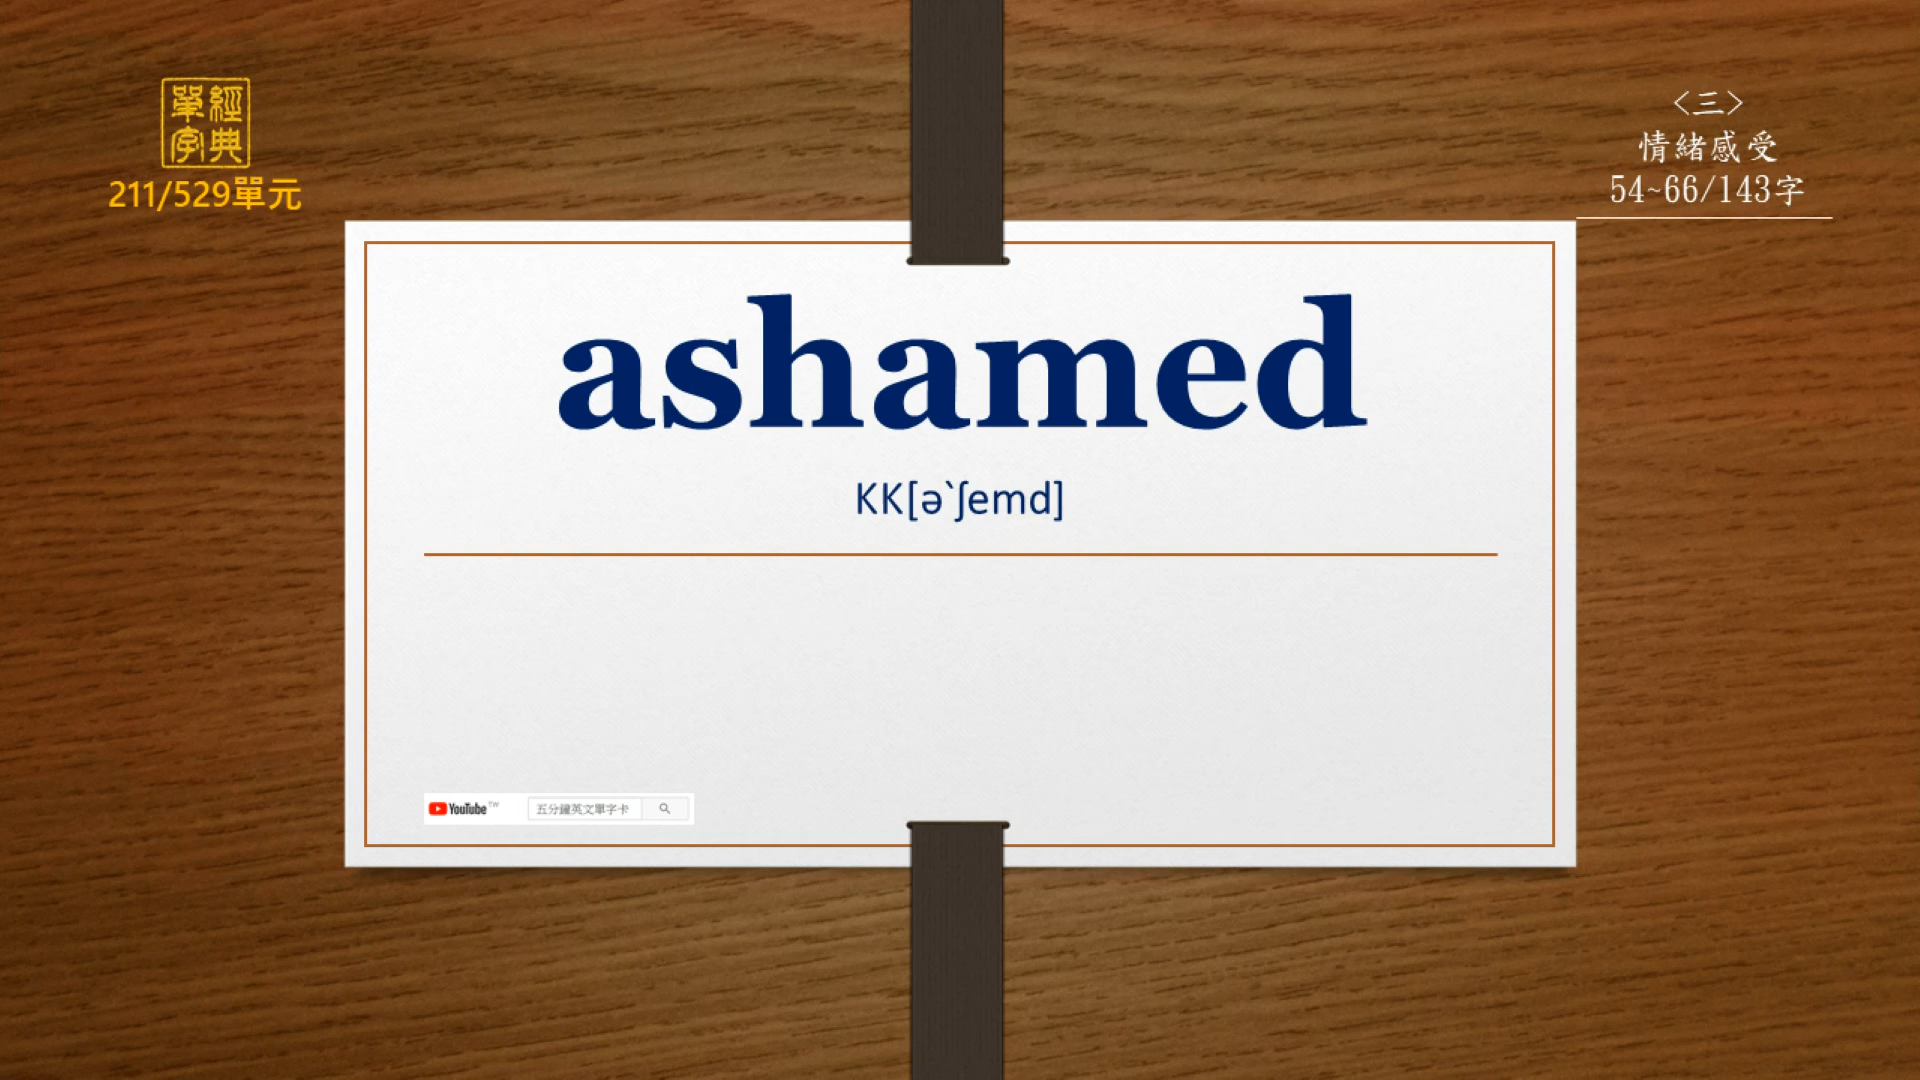 經典
單字
211/529單元
<三>
情緒感受
54~66/143字
ashamed
KK[ə`ʃemd]
YouTube TW
五分鐘英文單字卡